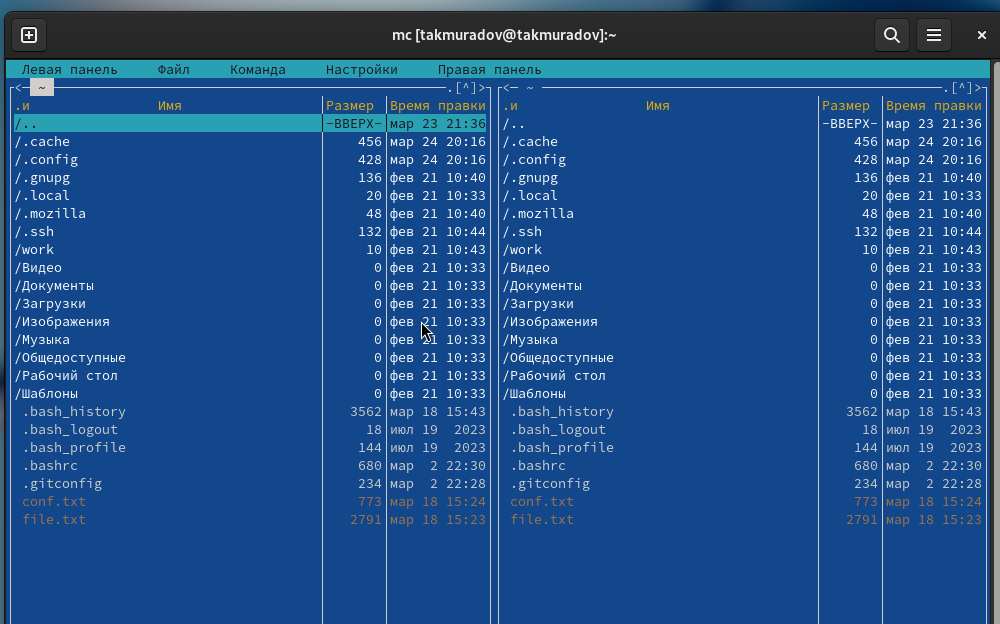 mc [takmuradov@takmuradov]:~
Левая панель Файл Команда Настройки Правая панель
<- ~ .[^]> <- ~ .[^]>
.и Имя Размер Время правки .и Имя Размер Время правки
/.. -ВВЕРХ- мар 23 21:36 /.. -ВВЕРХ- мар 23 21:36
/.cache 456 мар 24 20:16 /.cache 456 мар 24 20:16
/.config 428 мар 24 20:16 /.config 428 мар 24 20:16
/.gnupg 136 фев 21 10:40 /.gnupg 136 фев 21 10:40
/.local 20 фев 21 10:33 /.local 20 фев 21 10:33
/.mozilla 48 фев 21 10:40 /.mozilla 48 фев 21 10:40
/.ssh 132 фев 21 10:44 /.ssh 132 фев 21 10:44
/work 10 фев 21 10:43 /work 10 фев 21 10:43
/Видео 0 фев 21 10:33 /Видео 0 фев 21 10:33
/Документы 0 фев 21 10:33 /Документы 0 фев 21 10:33
/Загрузки 0 фев 21 10:33 /Загрузки 0 фев 21 10:33
/Изображения 0 фев 21 10:33 /Изображения 0 фев 21 10:33
/Музыка 0 фев 21 10:33 /Музыка 0 фев 21 10:33
/Общедоступные 0 фев 21 10:33 /Общедоступные 0 фев 21 10:33
/Рабочий стол 0 фев 21 10:33 /Рабочий стол 0 фев 21 10:33
/Шаблоны 0 фев 21 10:33 /Шаблоны 0 фев 21 10:33
.bash_history 3562 мар 18 15:43 .bash_history 3562 мар 18 15:43
.bash_logout 18 июл 19 2023 .bash_logout 18 июл 19 2023
.bash_profile 144 июл 19 2023 .bash_profile 144 июл 19 2023
.bashrc 680 мар 2 22:30 .bashrc 680 мар 2 22:30
.gitconfig 234 мар 2 22:28 .gitconfig 234 мар 2 22:28
conf.txt 773 мар 18 15:24 conf.txt 773 мар 18 15:24
file.txt 2791 мар 18 15:23 file.txt 2791 мар 18 15:23